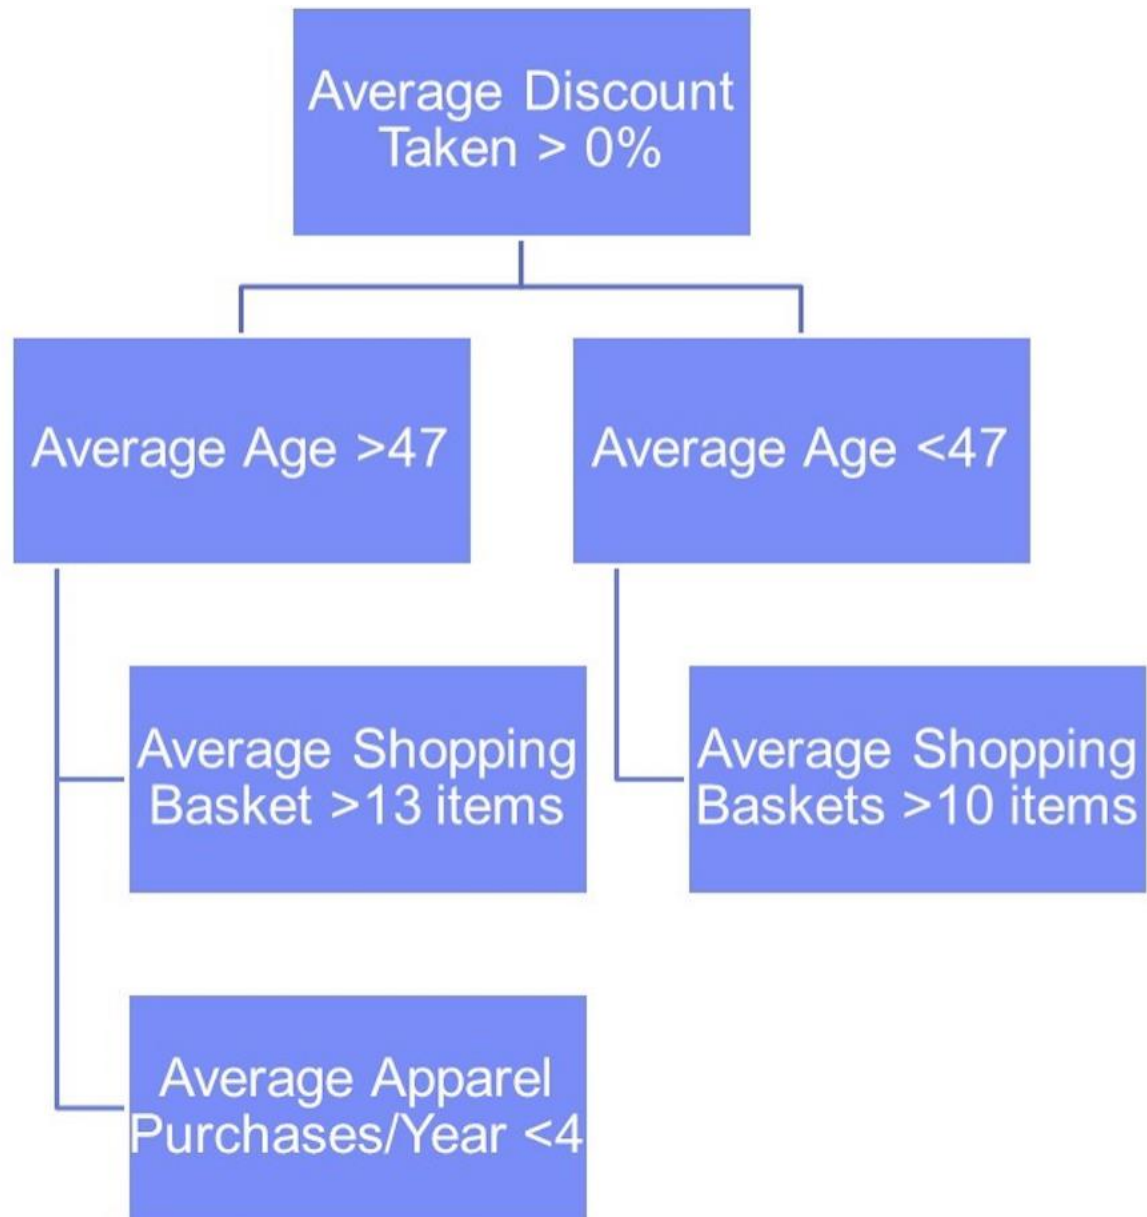 Average Discount
Taken > 0%
Average Age >47
Average Age <47
Average Shopping
Basket >13 items
Average Shopping
Baskets >10 items
Average Apparel
Purchases/Year <4